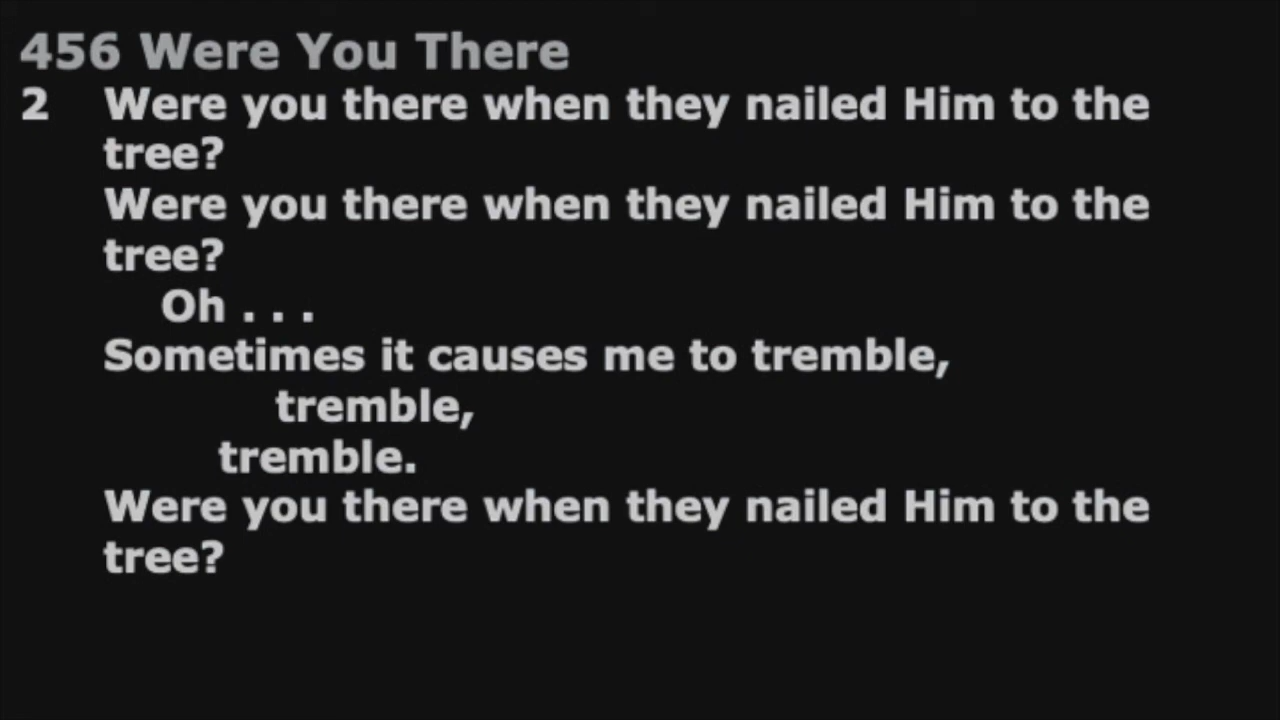 456 Were You There
2 Were you there when they nailed Him to the
tree?
Were you there when they nailed Him to the
tree?
Oh . . .
Sometimes it causes me to tremble,
tremble,
tremble.
Were you there when they nailed Him to the
tree?